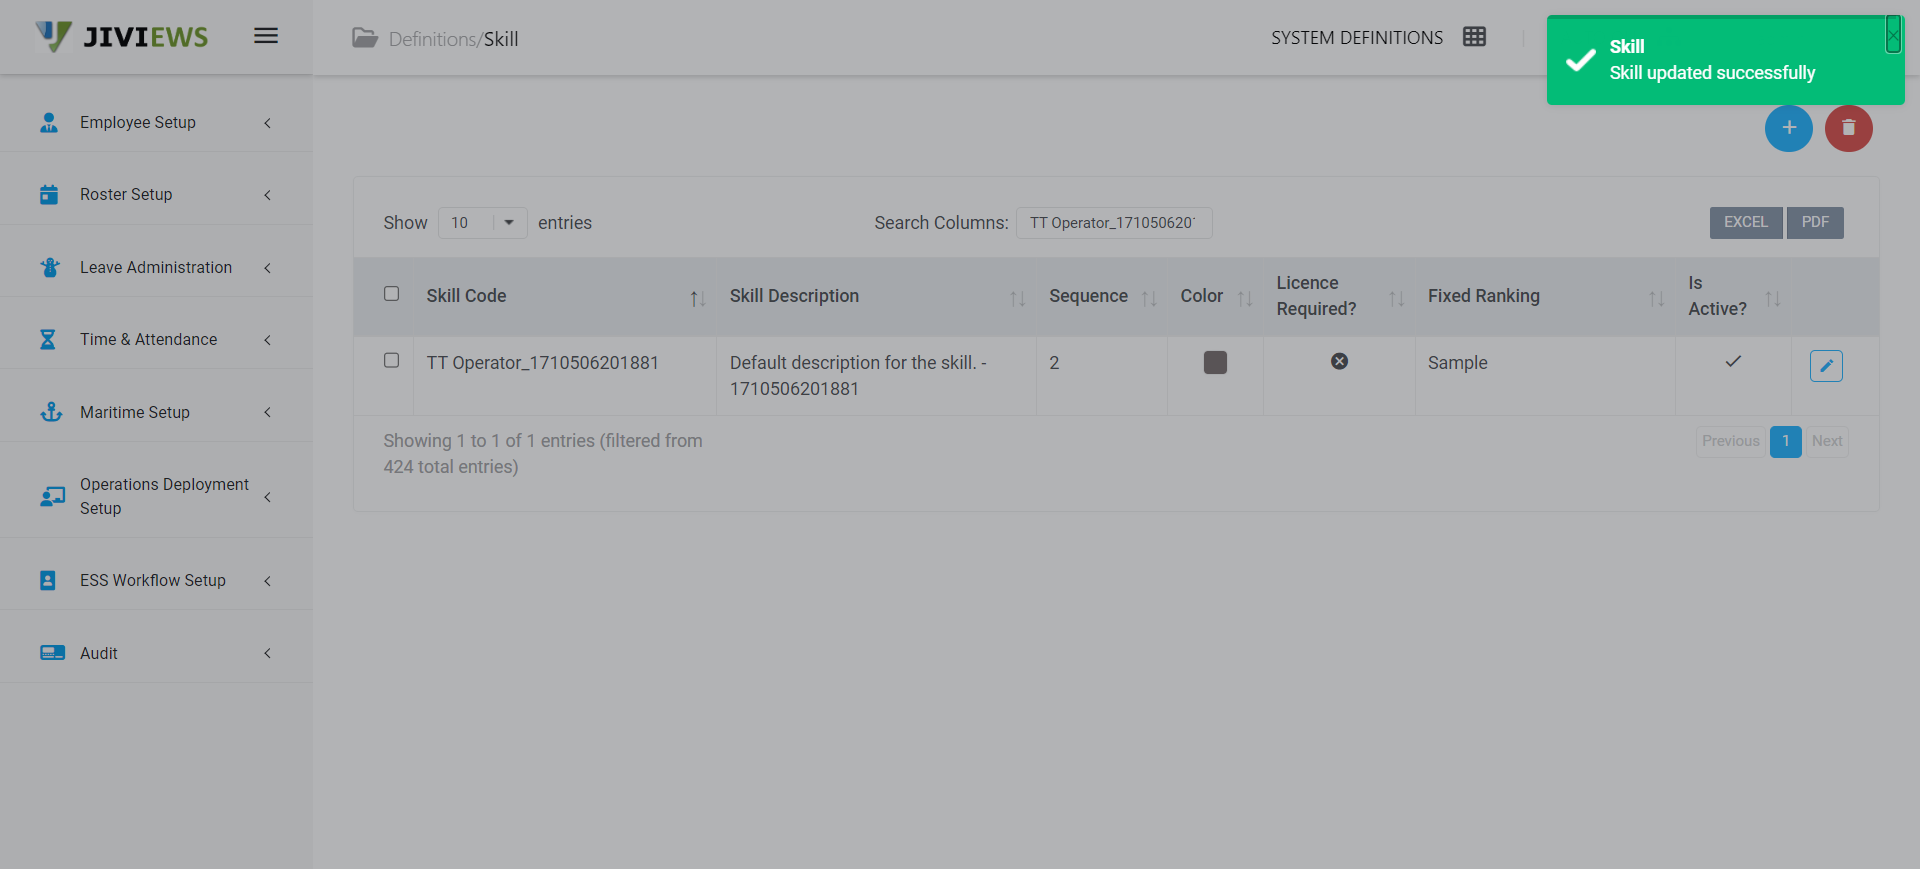 JIVIEWS
Definitions/Skill
SYSTEM DEFINITIONS
Skill
Skill updated successfully
Employee Setup
Roster Setup
Leave Administration
Time & Attendance
Maritime Setup
Operations Deployment
Setup
ESS Workflow Setup
Audit
Show 10 entries
Search Columns: TT Operator_171050620
EXCEL PDF
Skill Code Skill Description Sequence Color Licence Required? Fixed Ranking Is Active?
TT Operator_1710506201881 Default description for the skill. - 2 Sample
1710506201881
Showing 1 to 1 of 1 entries (filtered from
424 total entries)
Previous 1 Next